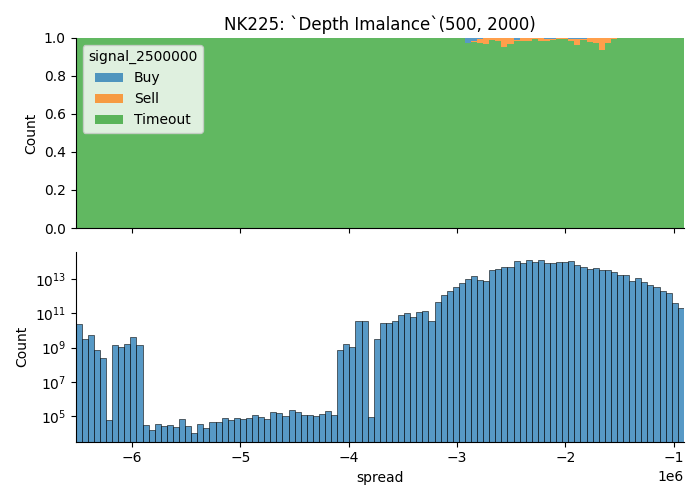 NK225: `Depth Imalance`(500, 2000)
1.0
0.8
0.6
0.4
0.2
0.0
Count
signal_2500000
Buy
Sell
Timeout
10^13
10^11
10^9
10^7
10^5
Count
−6 −5 −4 −3 −2 −1
1e6
spread